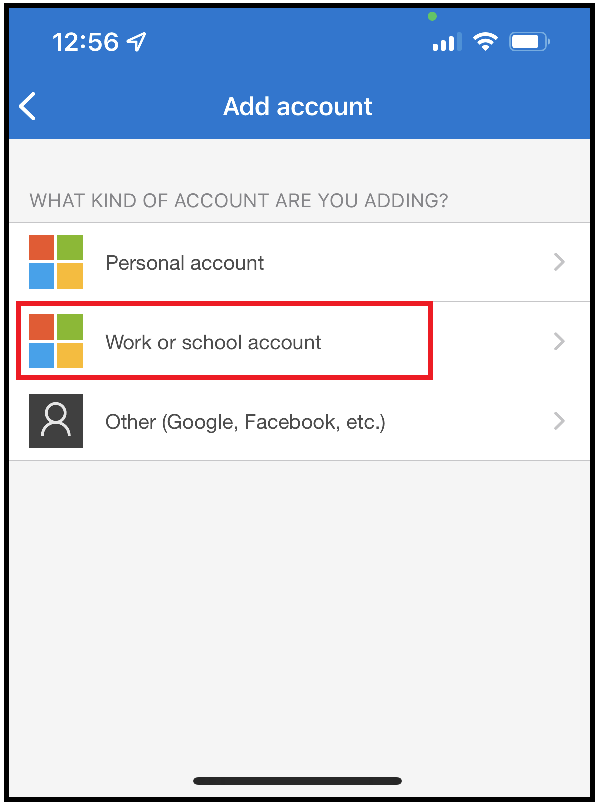 12:56
Add account
WHAT KIND OF ACCOUNT ARE YOU ADDING?
Personal account
Work or school account
Other (Google, Facebook, etc.)